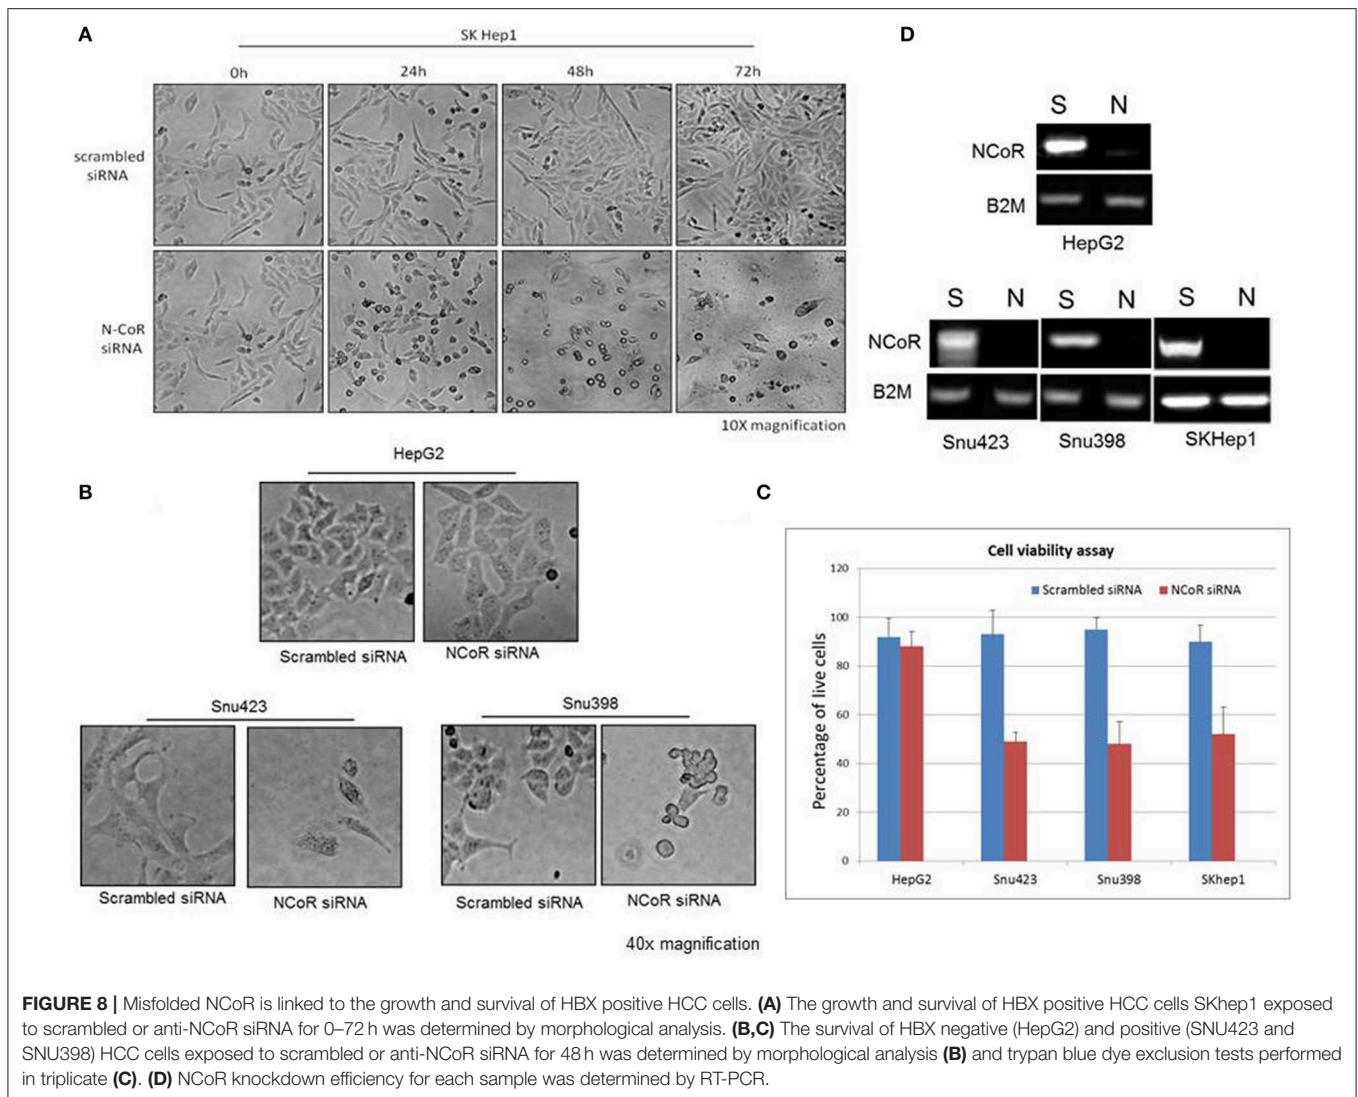 A
SK Hep1
0h 24h 48h 72h
scrambled
siRNA
N-CoR
siRNA
10X magnification
B
HepG2
Scrambled siRNA NCoR siRNA
Snu423
Scrambled siRNA NCoR siRNA
Snu398
Scrambled siRNA NCoR siRNA
40x magnification
D
S N
NCoR
B2M
HepG2
S N S N S N
NCoR
B2M
Snu423 Snu398 SKHep1
C
Cell viability assay
Scrambled siRNA NCoR siRNA
Percentage of live cells
120
100
80
60
40
20
0
HepG2 Snu423 Snu398 SKhep1
FIGURE 8 | Misfolded NCoR is linked to the growth and survival of HBX positive HCC cells. (A) The growth and survival of HBX positive HCC cells SKhep1 exposed
to scrambled or anti-NCoR siRNA for 0–72 h was determined by morphological analysis. (B,C) The survival of HBX negative (HepG2) and positive (SNU423 and
SNU398) HCC cells exposed to scrambled or anti-NCoR siRNA for 48 h was determined by morphological analysis (B) and trypan blue dye exclusion tests performed
in triplicate (C). (D) NCoR knockdown efficiency for each sample was determined by RT-PCR.